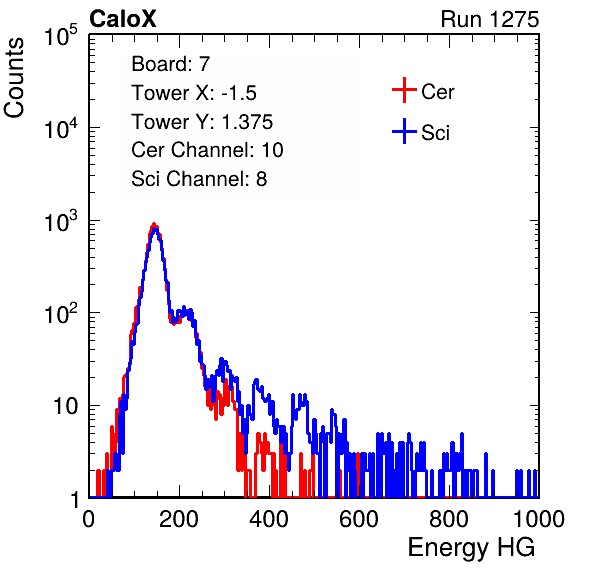 CaloX Run 1275
Counts
10^5
10^4
10^3
10^2
10
1
Board: 7
Tower X: -1.5
Tower Y: 1.375
Cer Channel: 10
Sci Channel: 8
Cer
Sci
0 200 400 600 800 1000
Energy HG